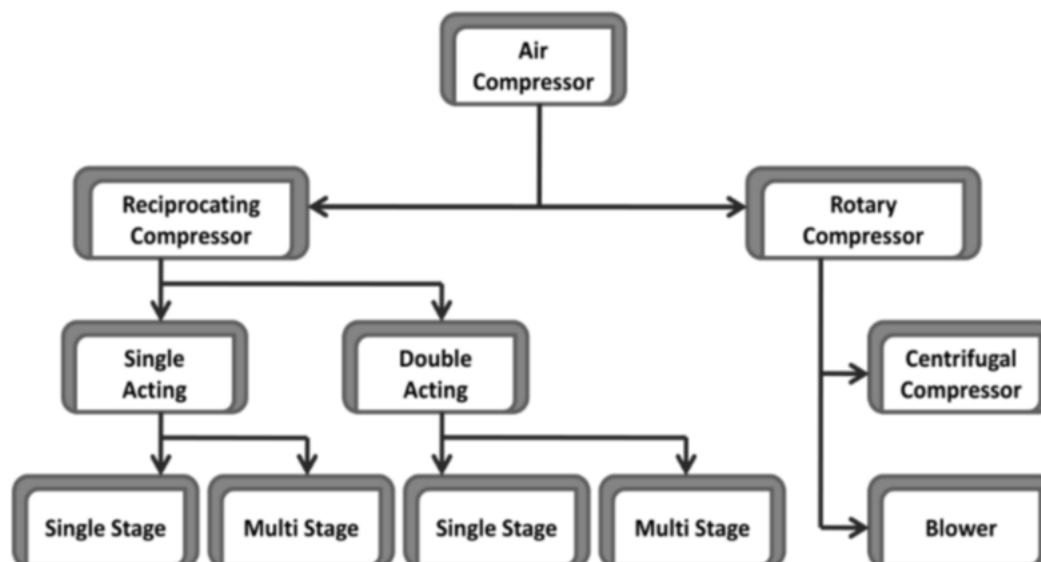 Air
Compressor
Reciprocating
Compressor
Rotary
Compressor
Single
Acting
Double
Acting
Centrifugal
Compressor
Single Stage
Multi Stage
Single Stage
Multi Stage
Blower